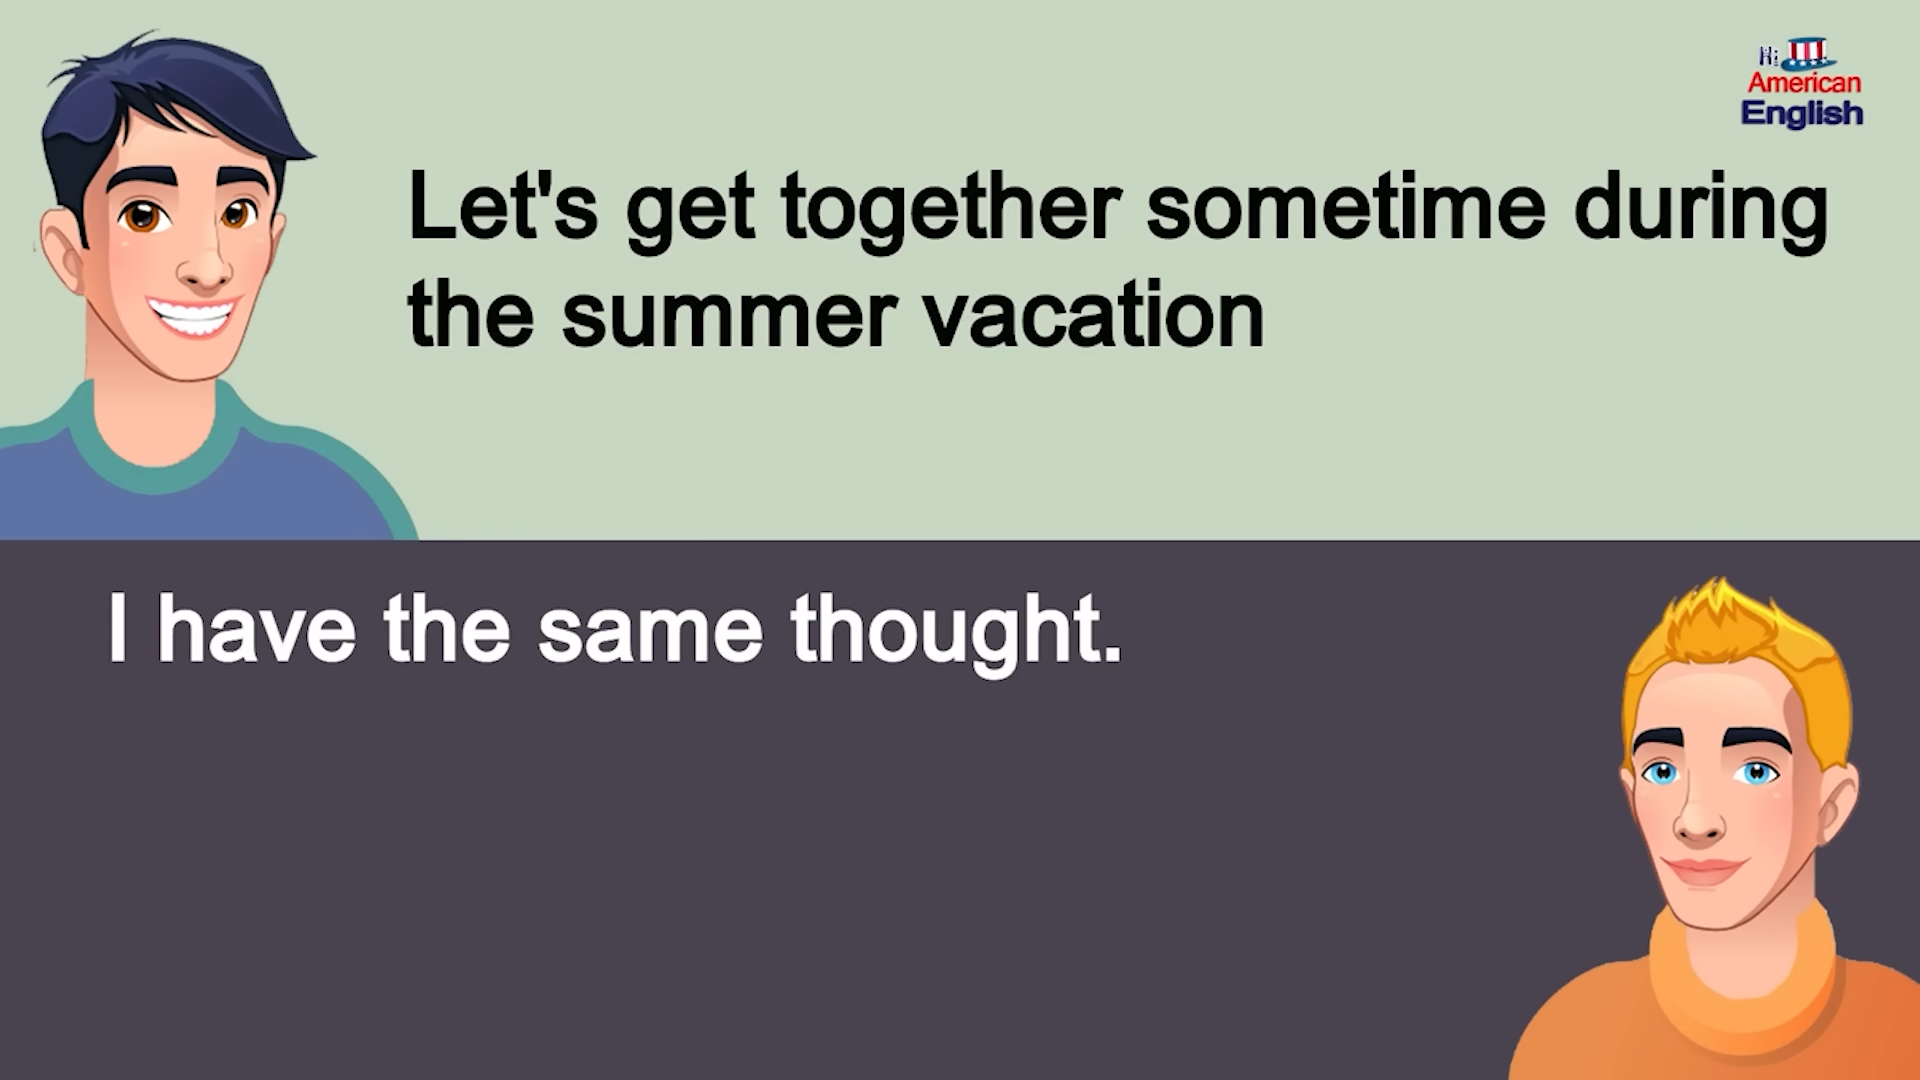 Hi
American
English
Let's get together sometime during
the summer vacation
I have the same thought.